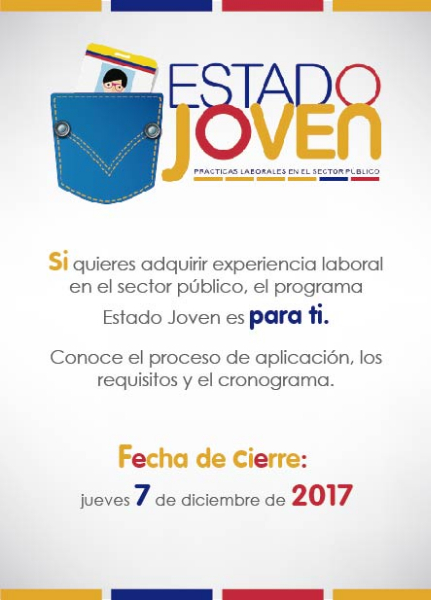 ESTADO
JOVEN
PRÁCTICAS LABORALES EN EL SECTOR PÚBLICO
Si quieres adquirir experiencia laboral
en el sector público, el programa
Estado Joven es para ti.
Conoce el proceso de aplicación, los
requisitos y el cronograma.
Fecha de cierre:
jueves 7 de diciembre de 2017